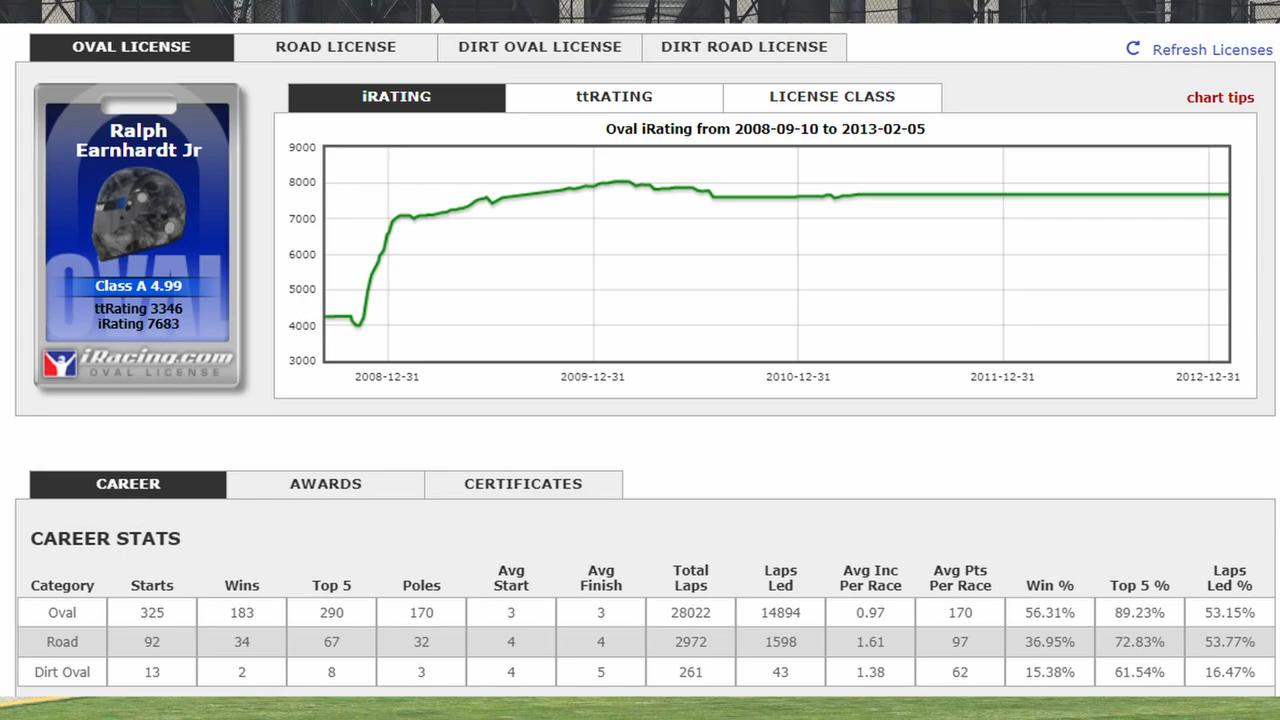 OVAL LICENSE ROAD LICENSE DIRT OVAL LICENSE DIRT ROAD LICENSE Refresh Licenses
Ralph
Earnhardt Jr
OVAL
Class A 4.99
ttRating 3346
iRating 7683
iRacing.com
OVAL LICENSE
iRATING ttRATING LICENSE CLASS chart tips
Oval iRating from 2008-09-10 to 2013-02-05
9000
8000
7000
6000
5000
4000
3000
2008-12-31 2009-12-31 2010-12-31 2011-12-31 2012-12-31
CAREER AWARDS CERTIFICATES
CAREER STATS
Category Starts Wins Top 5 Poles Avg Start Avg Finish Total Laps Laps Led Avg Inc Per Race Avg Pts Per Race Win % Top 5 % Laps Led %
Oval 325 183 290 170 3 3 28022 14894 0.97 170 56.31% 89.23% 53.15%
Road 92 34 67 32 4 4 2972 1598 1.61 97 36.95% 72.83% 53.77%
Dirt Oval 13 2 8 3 4 5 261 43 1.38 62 15.38% 61.54% 16.47%